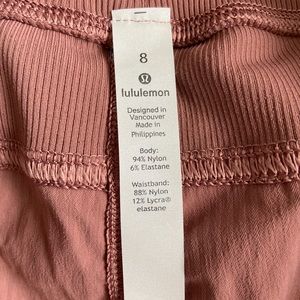 8
lululemon
Designed in
Vancouver
Made in
Philippines
Body:
94% Nylon
6% Elastane
Waistband:
88% Nylon
12% Lycra®
elastane